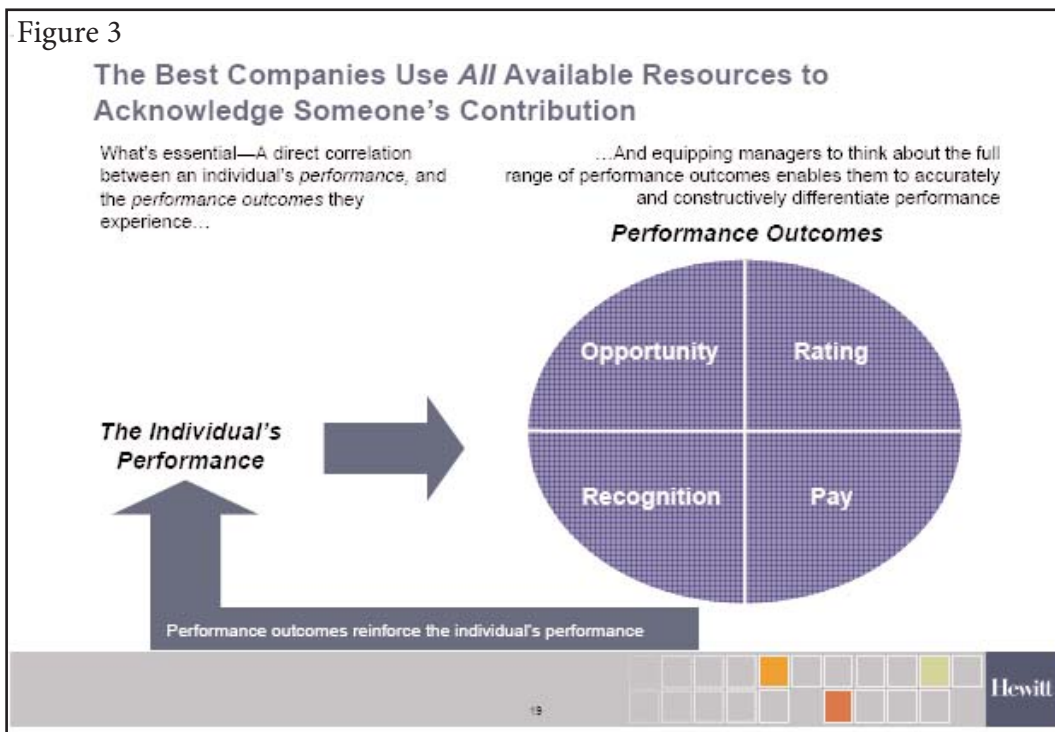 Figure 3
The Best Companies Use All Available Resources to
Acknowledge Someone's Contribution
What's essential—A direct correlation
between an individual's performance, and
the performance outcomes they
experience…
…And equipping managers to think about the full
range of performance outcomes enables them to accurately
and constructively differentiate performance
Performance Outcomes
Opportunity
Rating
The Individual's
Performance
Recognition
Pay
Performance outcomes reinforce the individual's performance
19
Hewitt